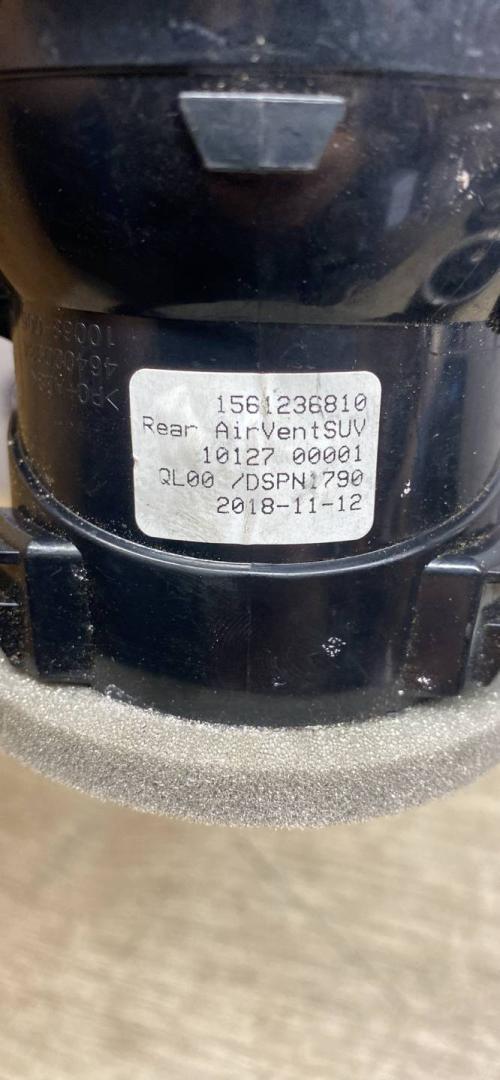 1561236810
Rear AirVentSUV
10127 00001
QL00 /DSPN1790
2018-11-12